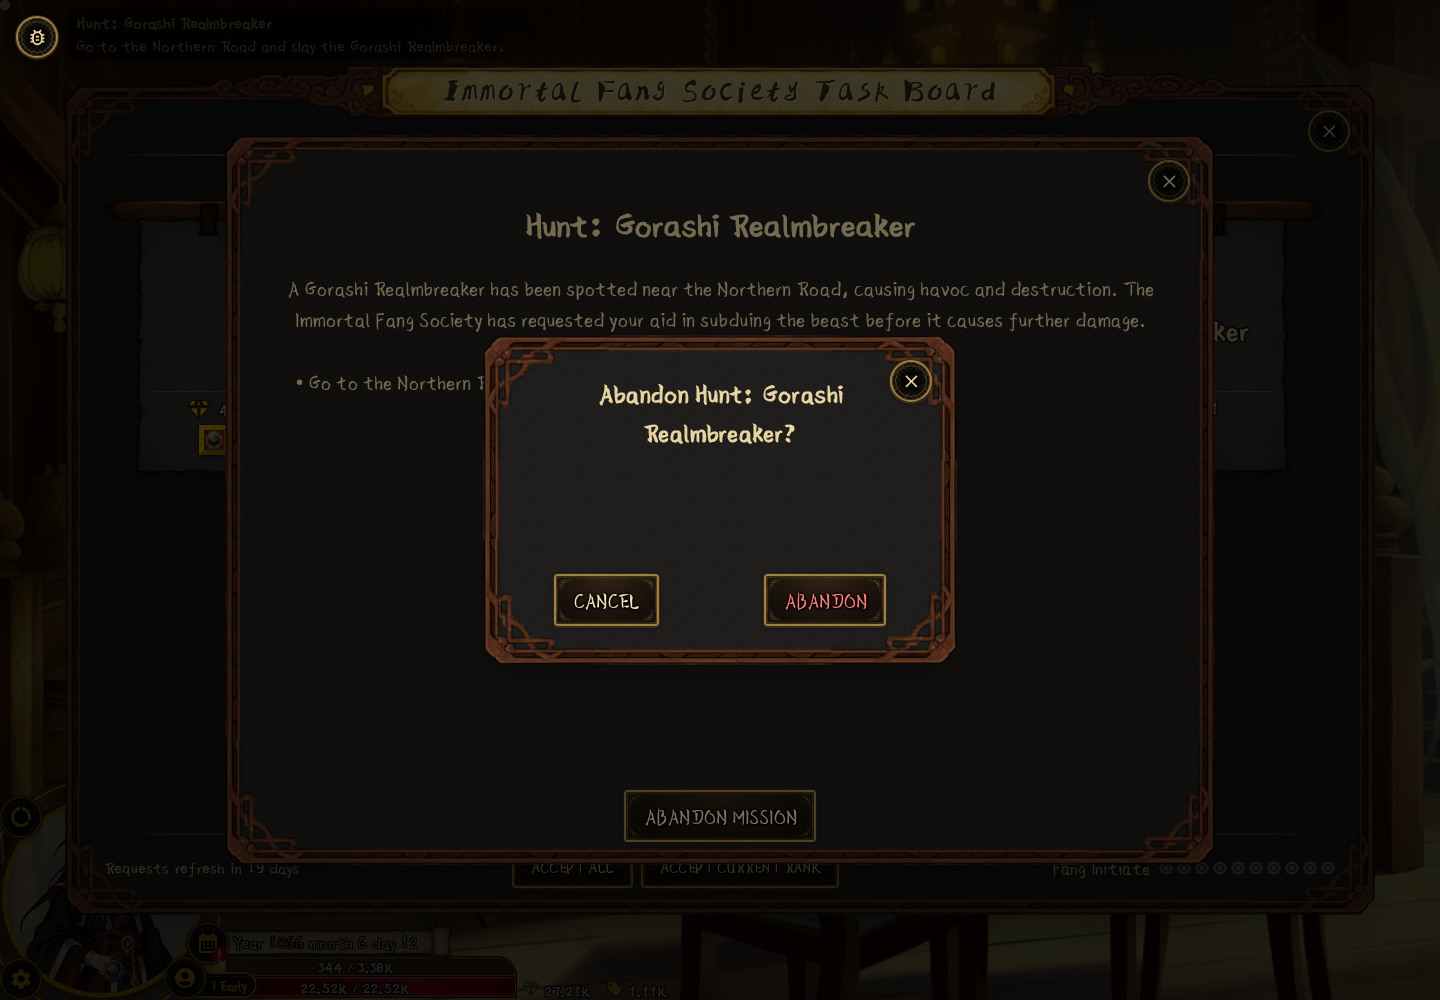 Hunt: Gorashi Realmbreaker
Go to the Northern Road and slay the Gorashi Realmbreaker.
Immortal Fang Society Task Board
Hunt: Gorashi Realmbreaker
A Gorashi Realmbreaker has been spotted near the Northern Road, causing havoc and destruction. The
Immortal Fang Society has requested your aid in subduing the beast before it causes further damage.
• Go to the Northern
Abandon Hunt: Gorashi
Realmbreaker?
CANCEL
ABANDON
ABANDON MISSION
Requests refresh in 19 days
ACCEPT ALL
ACCEPT CURRENT RANK
Fang Initiate
Year 1066 month 6 day 12
344 / 3.38K
1 Early
22.52K / 22.52K
27.21K
1.11K